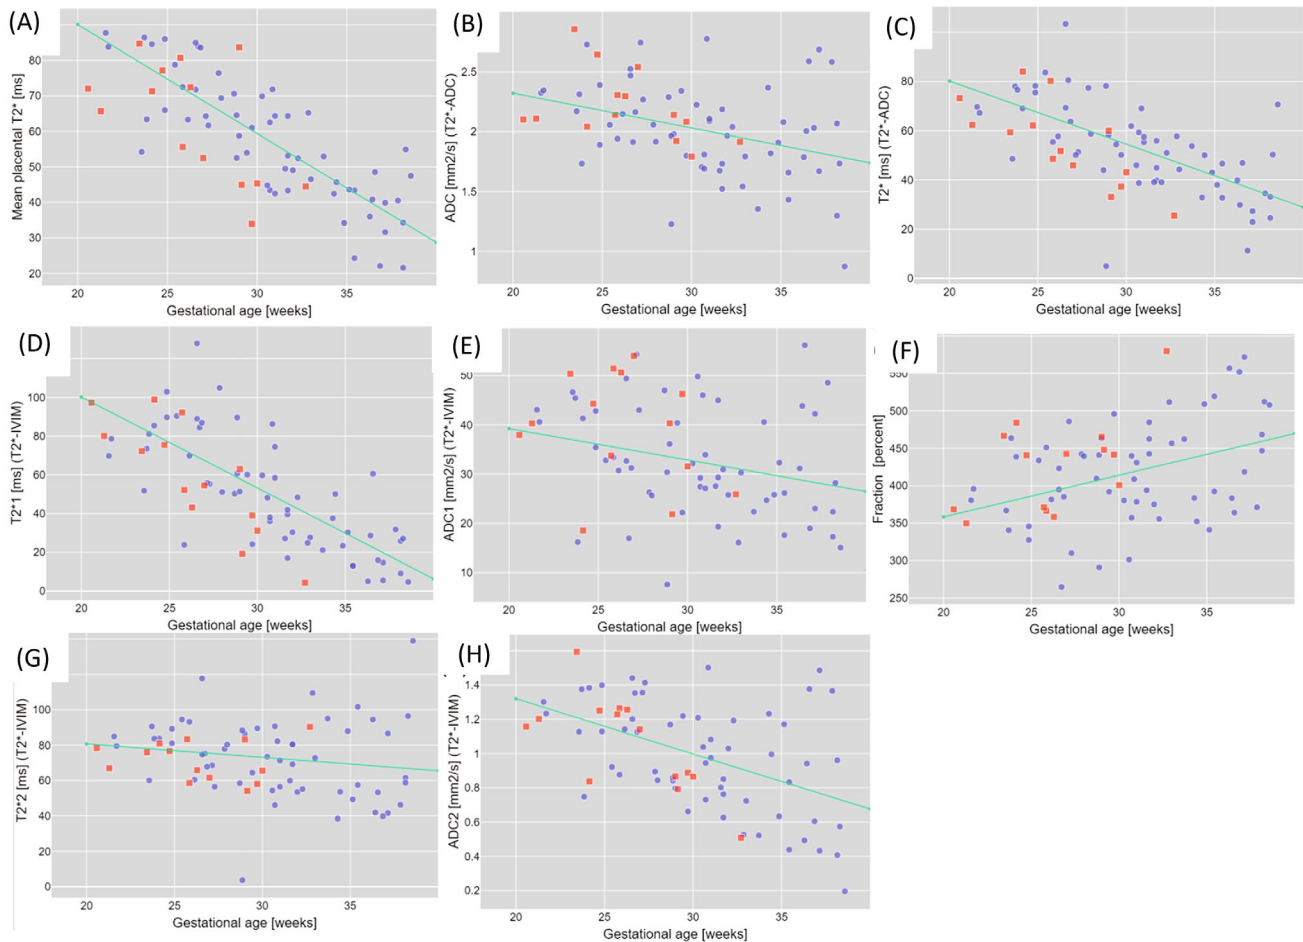 (A)
Mean placental T2* [ms]
80
70
60
50
40
30
20
20 25 30 35
Gestational age [weeks]
(B)
ADC [mm2/s] (T2*-ADC)
2.5
2
1.5
1
20 25 30 35
Gestational age [weeks]
(C)
T2* [ms] (T2*-ADC)
80
60
40
20
0
20 25 30 35
Gestational age [weeks]
(D)
T2*1 [ms] (T2*-IVIM)
100
80
60
40
20
0
20 25 30 35
Gestational age [weeks]
(E)
ADC1 [mm2/s] (T2*-IVIM)
50
40
30
20
10
20 25 30 35
Gestational age [weeks]
(F)
Fraction [percent]
550
500
450
400
350
300
250
20 25 30 35
Gestational age [weeks]
(G)
T2*2 [ms] (T2*-IVIM)
100
80
60
40
20
0
20 25 30 35
Gestational age [weeks]
(H)
ADC2 [mm2/s] (T2*-IVIM)
1.4
1.2
1
0.8
0.6
0.4
0.2
20 25 30 35
Gestational age [weeks]